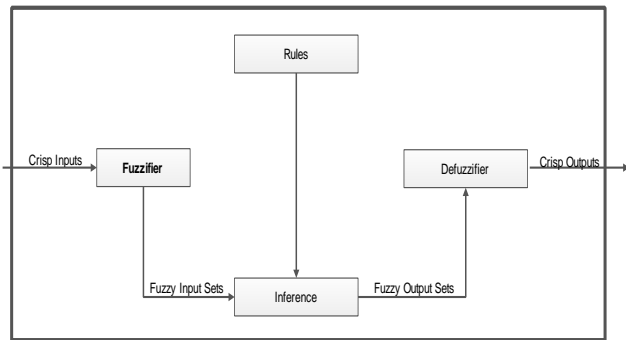 Rules
Crisp Inputs
Fuzzifier
Defuzzifier
Crisp Outputs
Fuzzy Input Sets
Inference
Fuzzy Output Sets